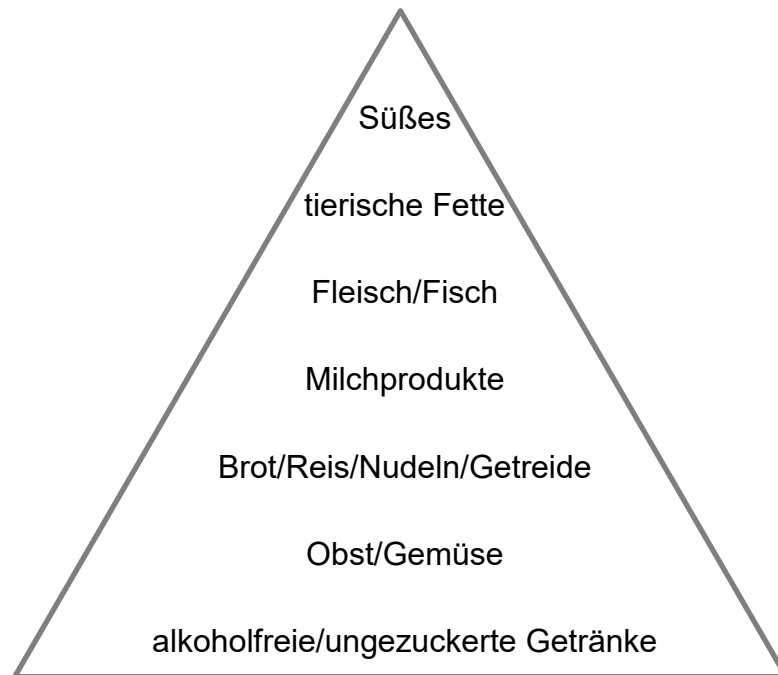 Süßes
tierische Fette
Fleisch/Fisch
Milchprodukte
Brot/Reis/Nudeln/Getreide
Obst/Gemüse
alkoholfreie/ungezuckerte Getränke